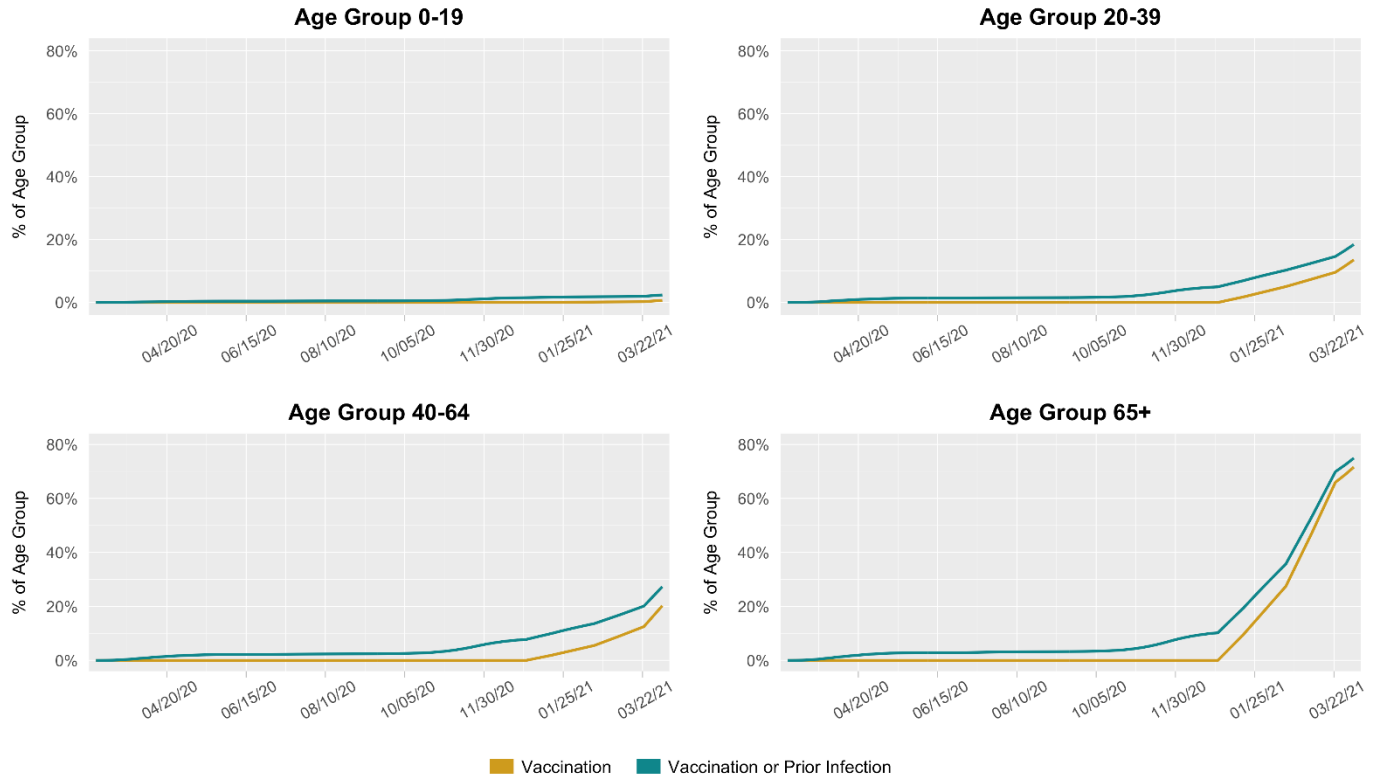 Age Group 0-19
% of Age Group
80%
60%
40%
20%
0%
04/20/20 06/15/20 08/10/20 10/05/20 11/30/20 01/25/21 03/22/21
Age Group 20-39
% of Age Group
80%
60%
40%
20%
0%
04/20/20 06/15/20 08/10/20 10/05/20 11/30/20 01/25/21 03/22/21
Age Group 40-64
% of Age Group
80%
60%
40%
20%
0%
04/20/20 06/15/20 08/10/20 10/05/20 11/30/20 01/25/21 03/22/21
Age Group 65+
% of Age Group
80%
60%
40%
20%
0%
04/20/20 06/15/20 08/10/20 10/05/20 11/30/20 01/25/21 03/22/21
Vaccination Vaccination or Prior Infection